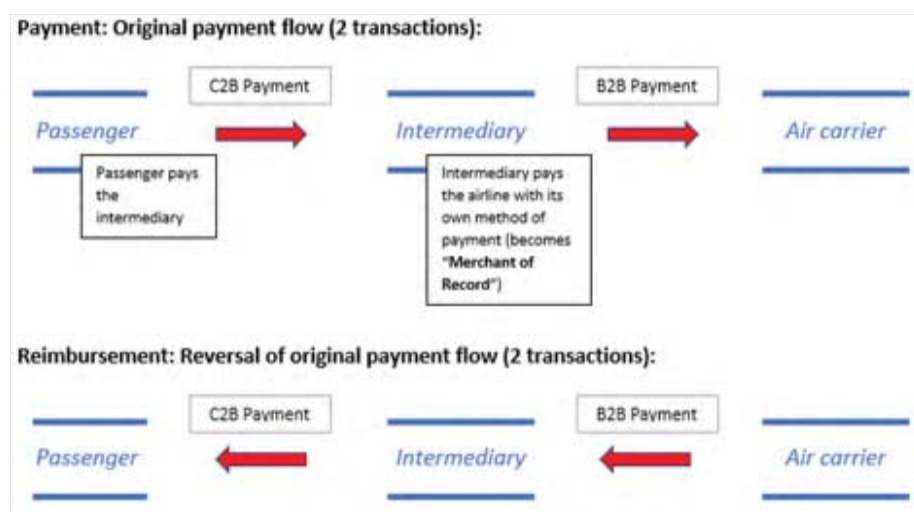 Payment: Original payment flow (2 transactions):
C2B Payment
B2B Payment
Passenger
Intermediary
Air carrier
Passenger pays
the
intermediary
Intermediary pays
the airline with its
own method of
payment (becomes
"Merchant of
Record")
Reimbursement: Reversal of original payment flow (2 transactions):
C2B Payment
B2B Payment
Passenger
Intermediary
Air carrier